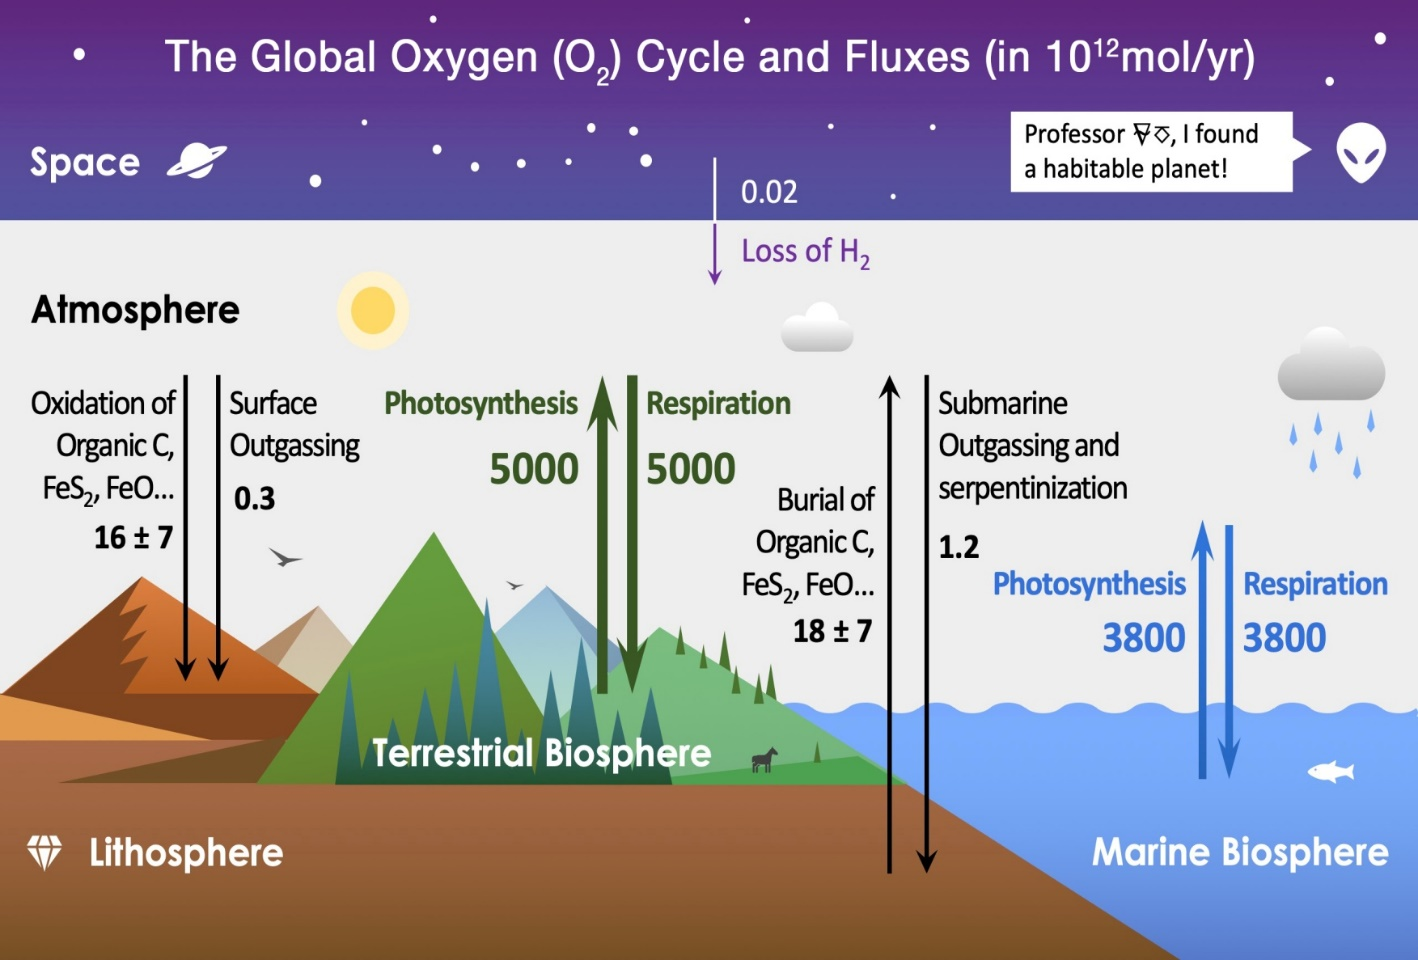 The Global Oxygen (O₂) Cycle and Fluxes (in 10¹²mol/yr)
Space
Professor, I found
a habitable planet!
0.02
Loss of H₂
Atmosphere
Oxidation of
Organic C,
FeS₂, FeO...
16 ± 7
Surface
Outgassing
0.3
Photosynthesis
5000
Respiration
5000
Burial of
Organic C,
FeS₂, FeO...
18 ± 7
Submarine
Outgassing and
serpentinization
1.2
Photosynthesis
3800
Respiration
3800
Terrestrial Biosphere
Lithosphere
Marine Biosphere